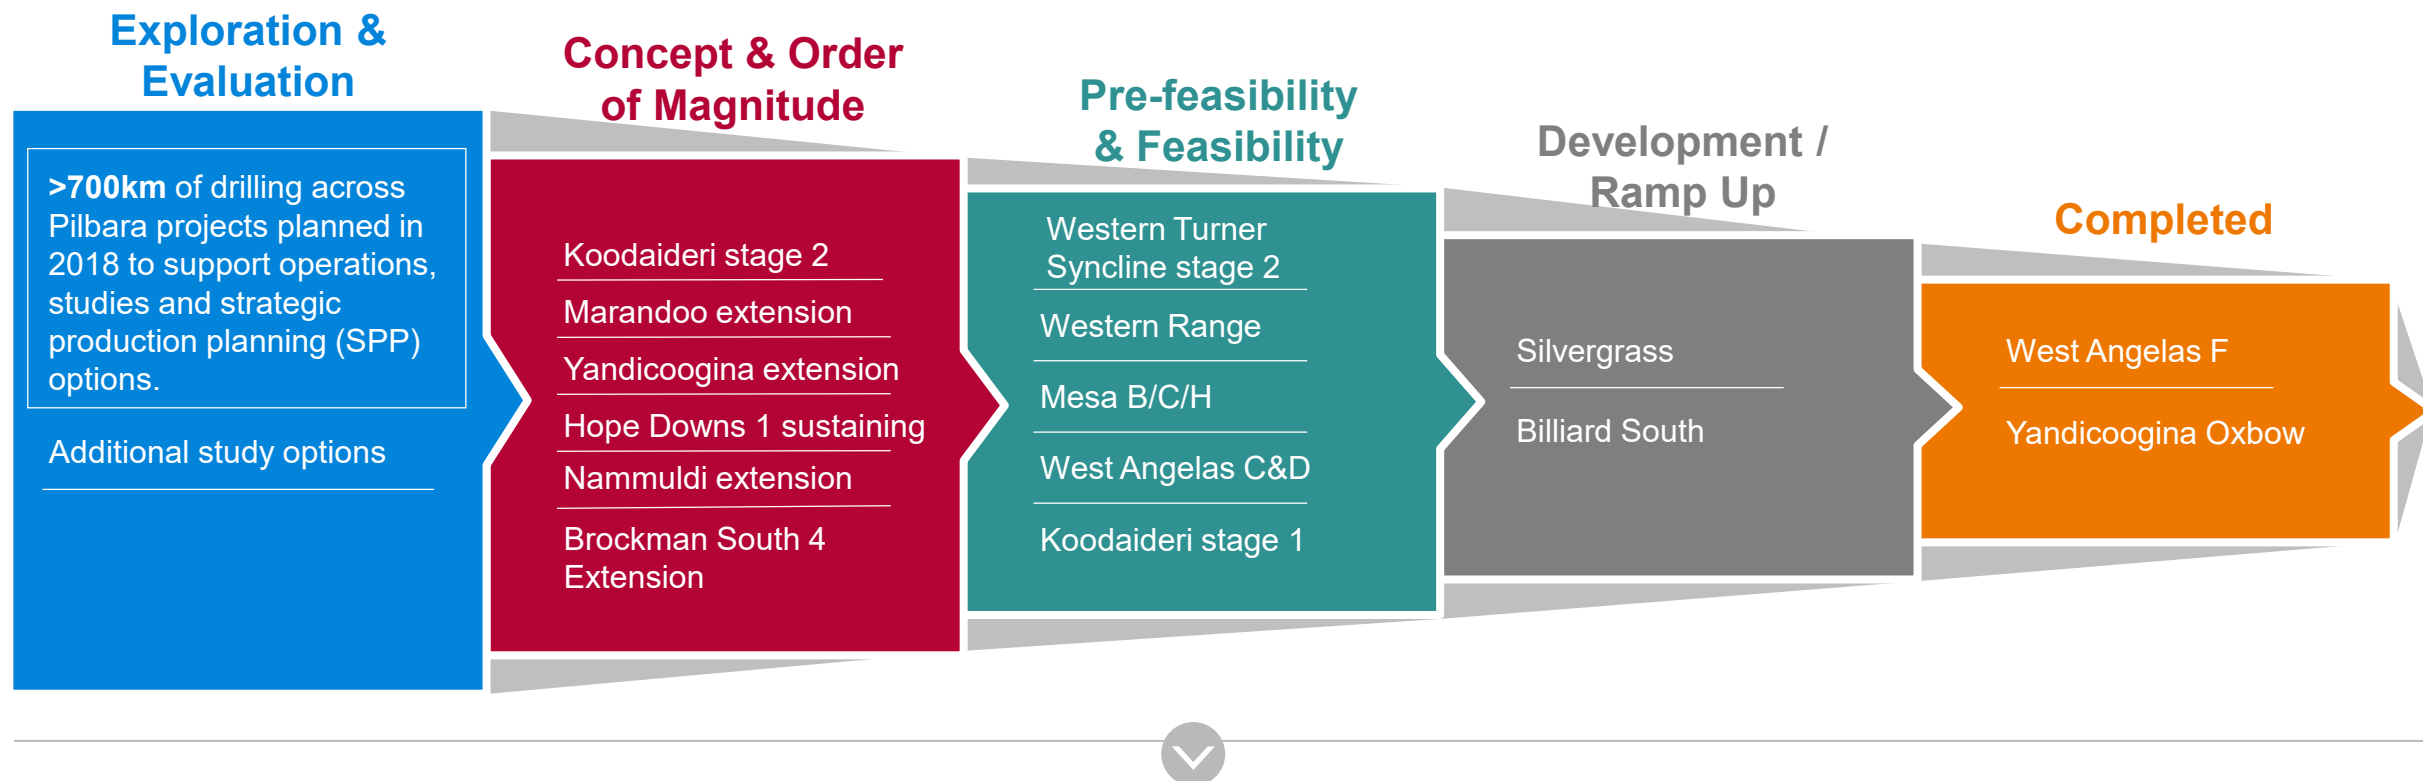 Exploration &
Evaluation
>700km of drilling across
Pilbara projects planned in
2018 to support operations,
studies and strategic
production planning (SPP)
options.
Additional study options
Concept & Order
of Magnitude
Koodaideri stage 2
Marandoo extension
Yandicoogina extension
Hope Downs 1 sustaining
Nammuldi extension
Brockman South 4
Extension
Pre-feasibility
& Feasibility
Western Turner
Syncline stage 2
Western Range
Mesa B/C/H
West Angelas C&D
Koodaideri stage 1
Development /
Ramp Up
Silvergrass
Billiard South
Completed
West Angelas F
Yandicoogina Oxbow